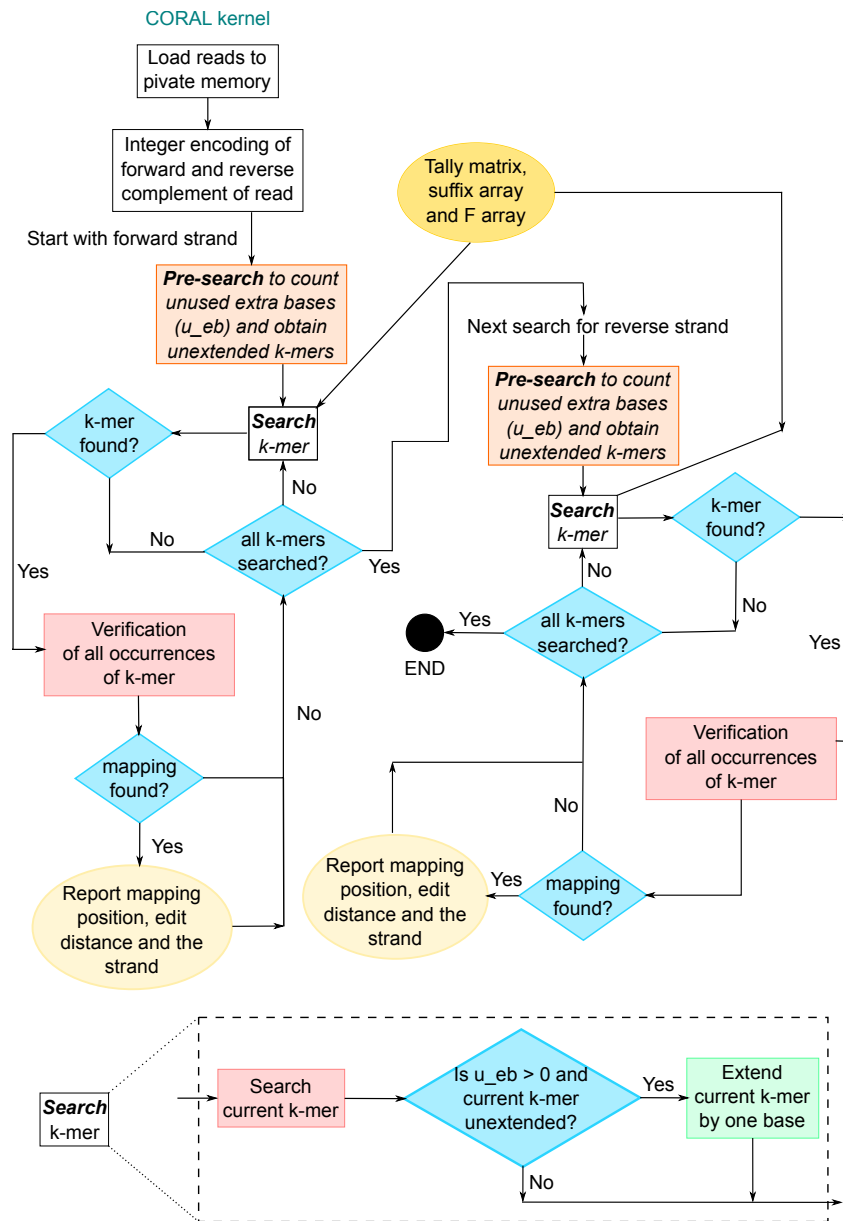 CORAL kernel
Load reads to
pivate memory
Integer encoding of
forward and reverse
complement of read
Tally matrix,
suffix array
and F array
Start with forward strand
Pre-search to count
unused extra bases
(u_eb) and obtain
unextended k-mers
Next search for reverse strand
Pre-search to count
unused extra bases
(u_eb) and obtain
unextended k-mers
k-mer
found?
Search
k-mer
No
No
all k-mers
searched?
Yes
Yes
Search
k-mer
k-mer
found?
No
No
Yes
Yes
all k-mers
searched?
END
Verification
of all occurrences
of k-mer
No
mapping
found?
Yes
Report mapping
position, edit
distance and the
strand
Verification
of all occurrences
of k-mer
No
mapping
found?
Yes
Report mapping
position, edit
distance and the
strand
Search
k-mer
Search
current k-mer
Is u_eb > 0 and
current k-mer
unextended?
Yes
Extend
current k-mer
by one base
No